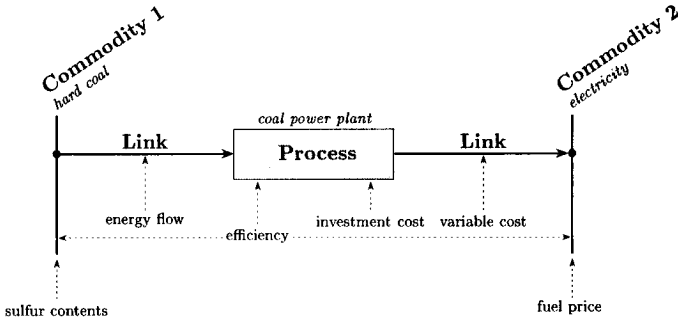 Commodity 1
hard coal
Commodity 2
electricity
coal power plant
Link
Process
Link
energy flow
efficiency
investment cost
variable cost
sulfur contents
fuel price